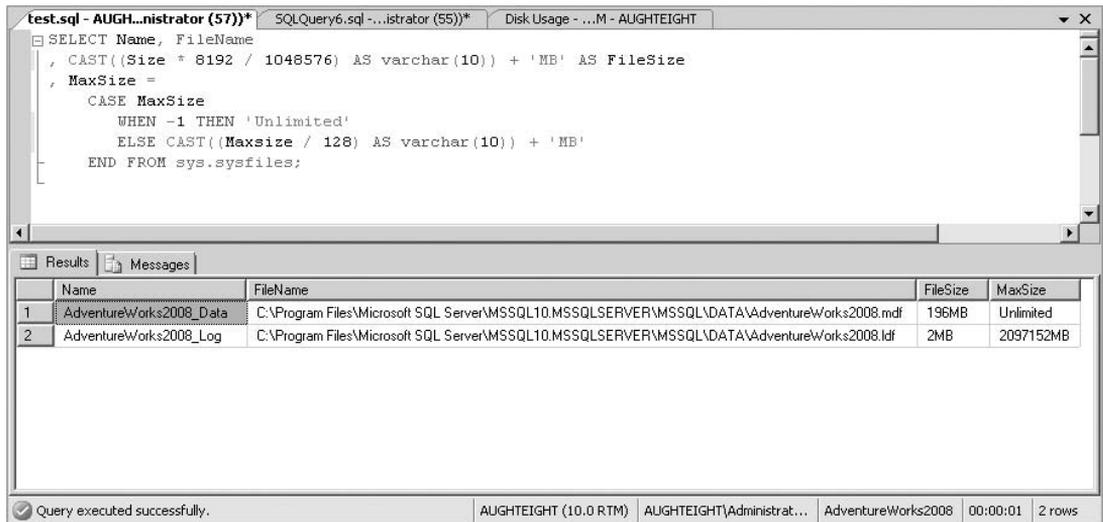 test.sql - AUGH...nistrator (57))*
SQLQuery6.sql -...istrator (55))*
Disk Usage - ...M - AUGHTEIGHT
SELECT Name, FileName
, CAST((Size * 8192 / 1048576) AS varchar(10)) + 'MB' AS FileSize
, MaxSize =
CASE MaxSize
WHEN -1 THEN 'Unlimited'
ELSE CAST((Maxsize / 128) AS varchar(10)) + 'MB'
END FROM sys.sysfiles;
Results
Messages
Name FileName FileSize MaxSize
1 AdventureWorks2008_Data C:\Program Files\Microsoft SQL Server\MSSQL10.MSSQLSERVER\MSSQL\DATA\AdventureWorks2008.mdf 196MB Unlimited
2 AdventureWorks2008_Log C:\Program Files\Microsoft SQL Server\MSSQL10.MSSQLSERVER\MSSQL\DATA\AdventureWorks2008.ldf 2MB 2097152MB
Query executed successfully. AUGHTEIGHT (10.0 RTM) AUGHTEIGHT\Administrat... AdventureWorks2008 00:00:01 2 rows